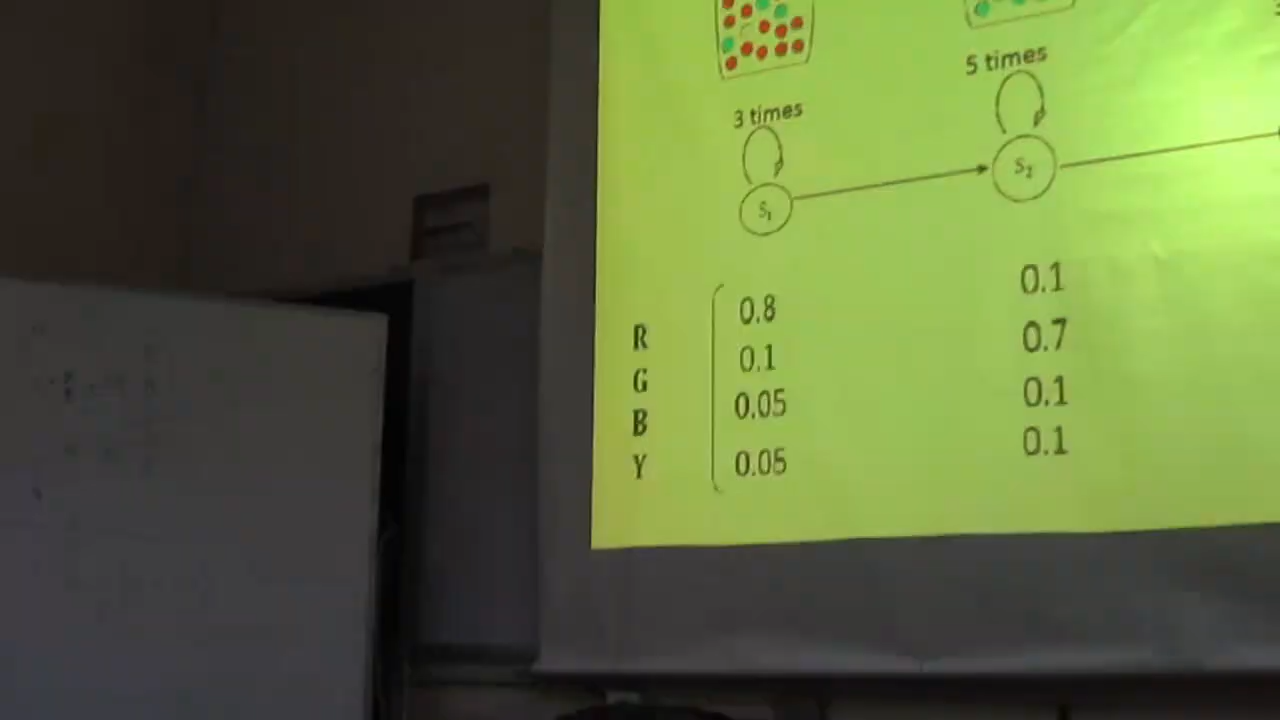 5 times
3 times
S₁
S₂
0.8 0.1
R
0.1 0.7
G
0.05 0.1
B
0.05 0.1
Y